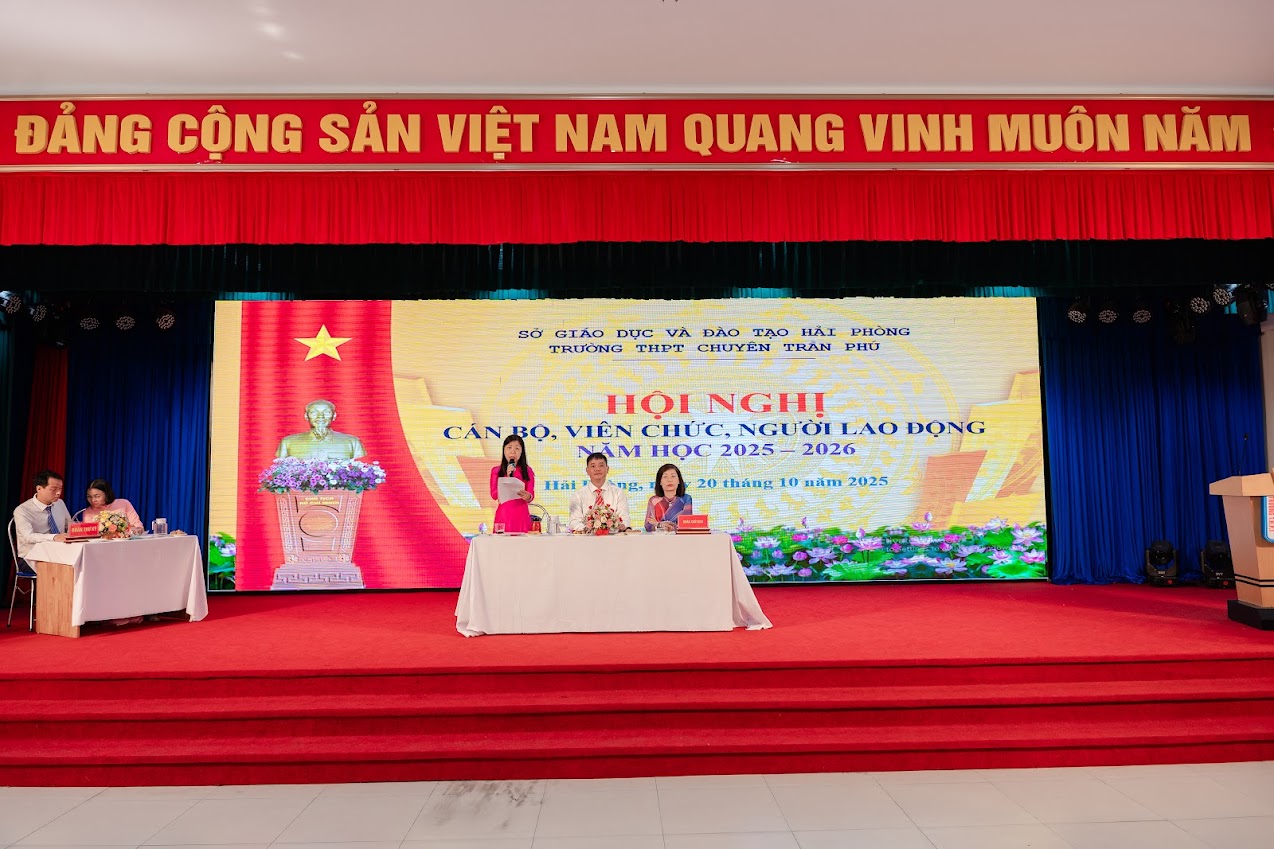 ĐẢNG CỘNG SẢN VIỆT NAM QUANG VINH MUÔN NĂM
SỞ GIÁO DỤC VÀ ĐÀO TẠO HẢI PHÒNG
TRƯỜNG THPT CHUYÊN TRẦN PHÚ
HỘI NGHỊ
CÁN BỘ, VIÊN CHỨC, NGƯỜI LAO ĐỘNG
NĂM HỌC 2025 – 2026
Hải 20 tháng 10 năm 2025